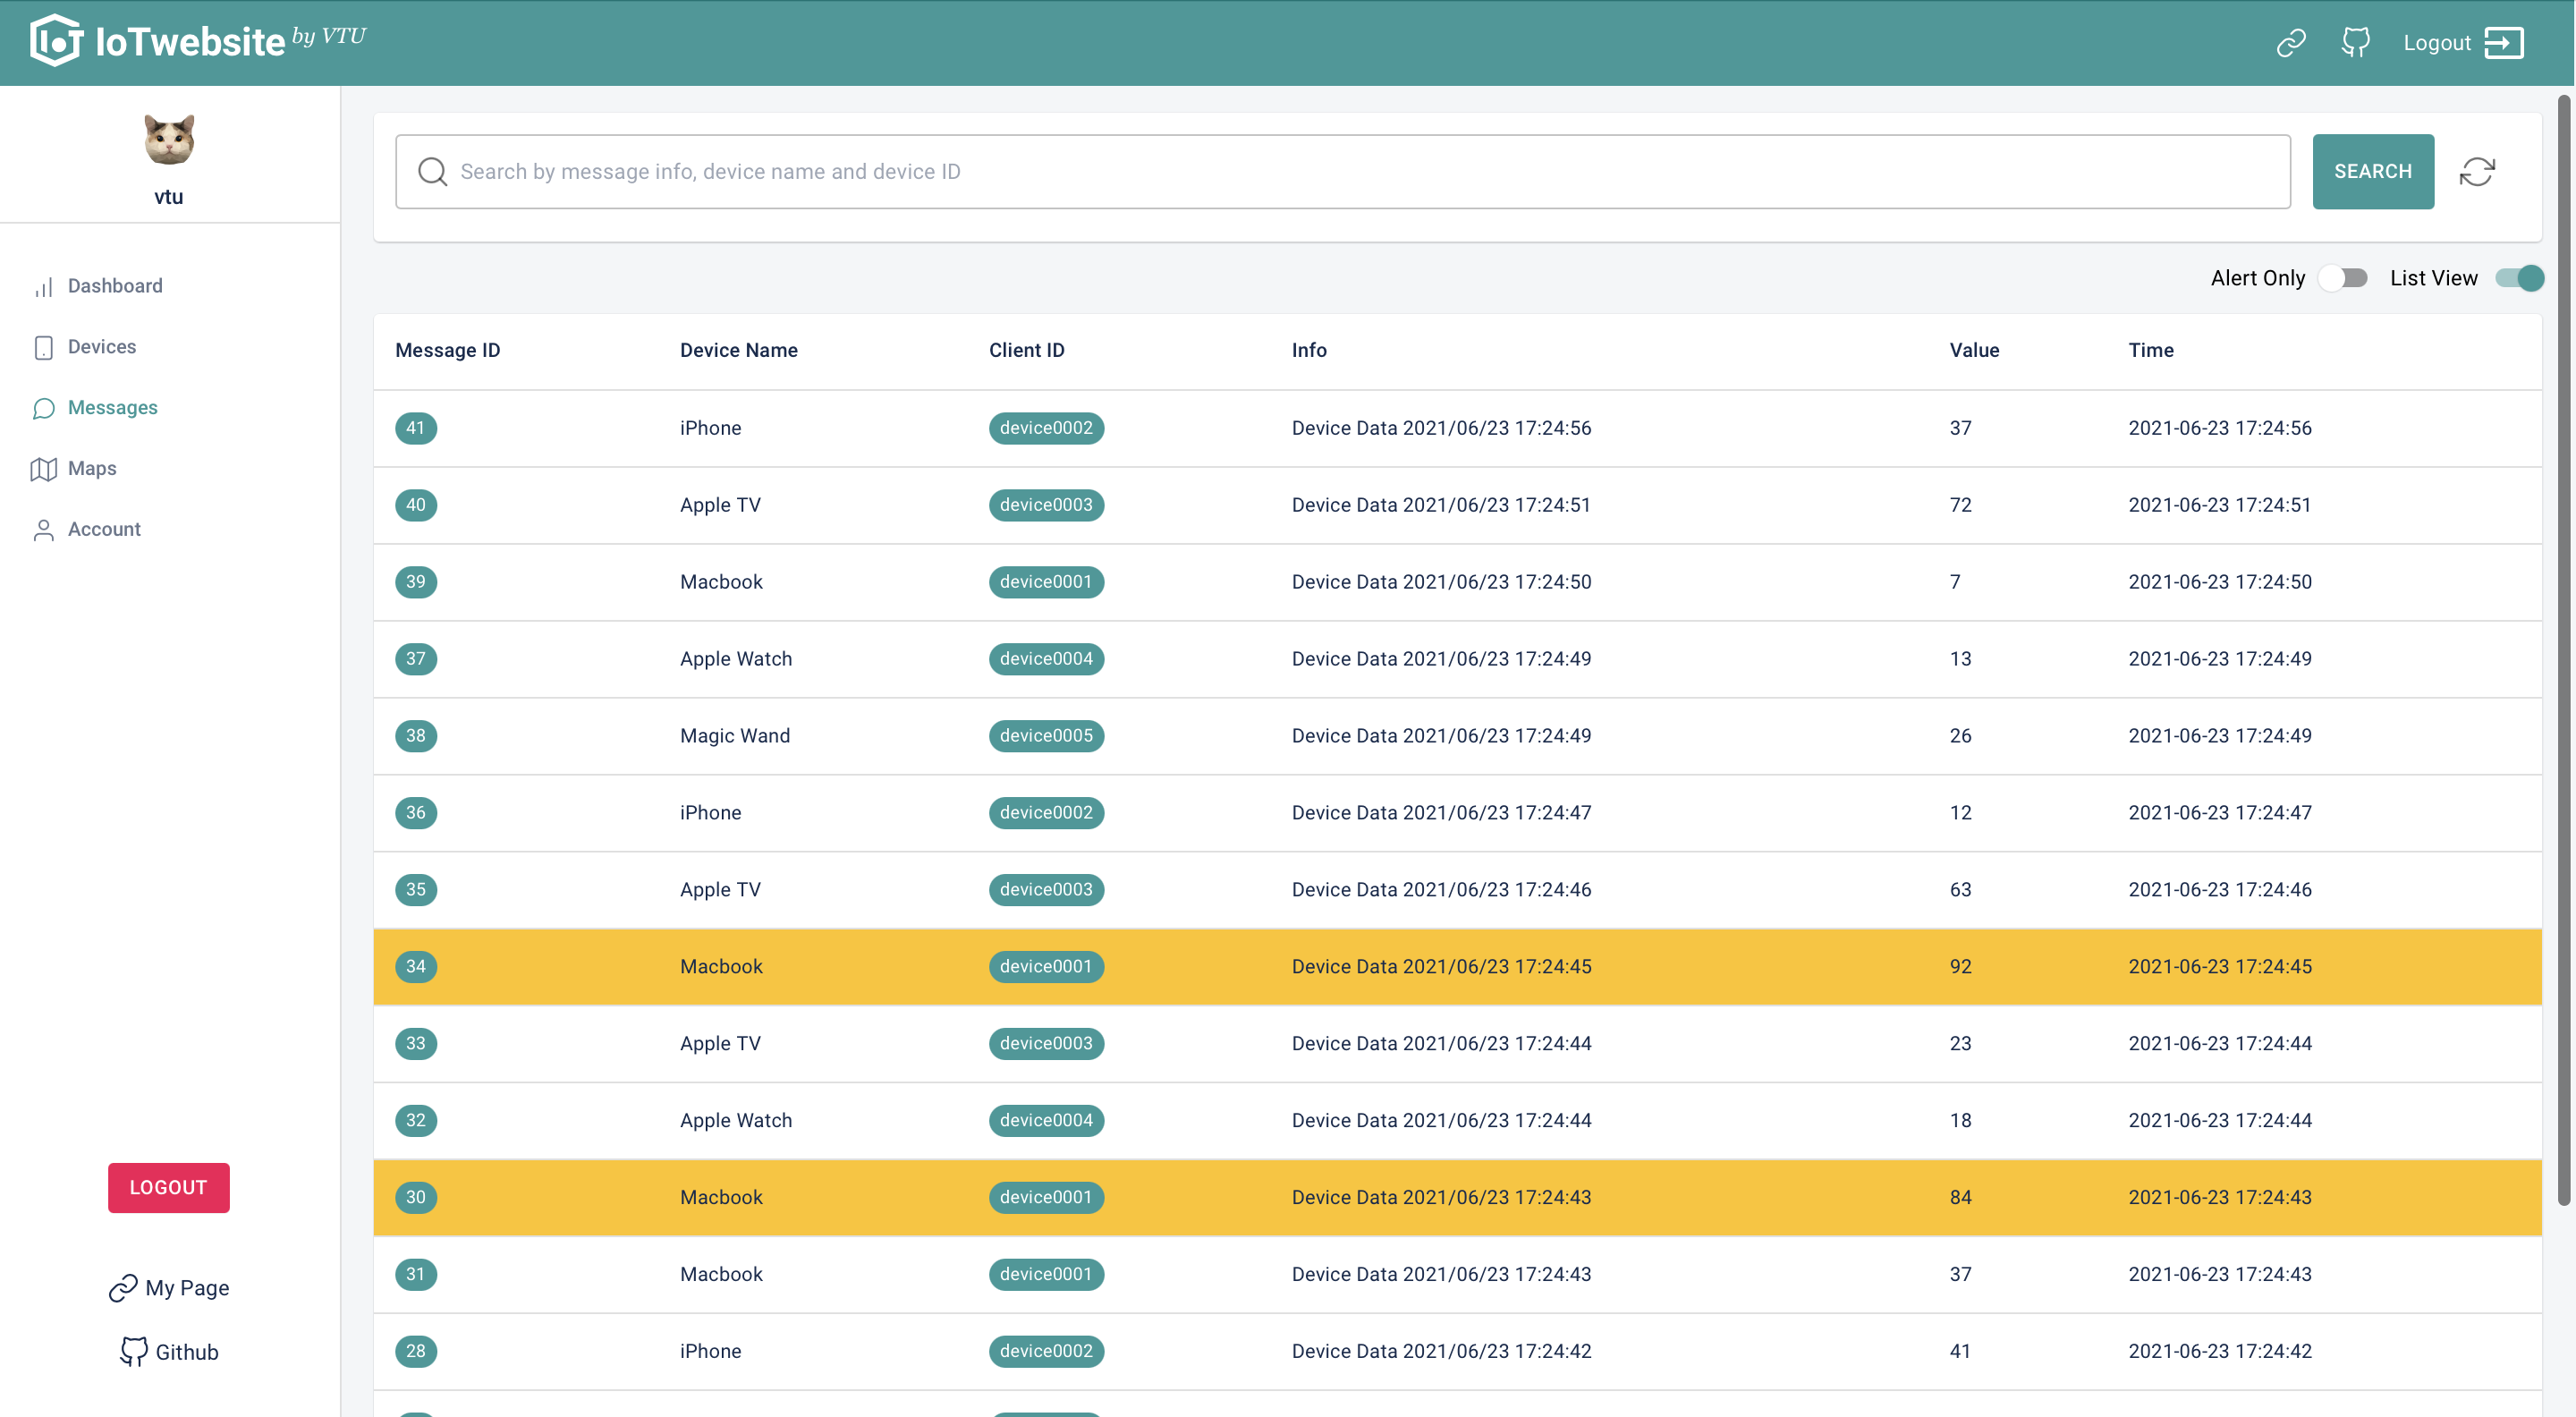 IoT IoTwebsite by VTU
Logout
vtu
Dashboard
Devices
Messages
Maps
Account
LOGOUT
My Page
Github
Search by message info, device name and device ID
SEARCH
Alert Only List View
Message ID Device Name Client ID Info Value Time
41 iPhone device0002 Device Data 2021/06/23 17:24:56 37 2021-06-23 17:24:56
40 Apple TV device0003 Device Data 2021/06/23 17:24:51 72 2021-06-23 17:24:51
39 Macbook device0001 Device Data 2021/06/23 17:24:50 7 2021-06-23 17:24:50
37 Apple Watch device0004 Device Data 2021/06/23 17:24:49 13 2021-06-23 17:24:49
38 Magic Wand device0005 Device Data 2021/06/23 17:24:49 26 2021-06-23 17:24:49
36 iPhone device0002 Device Data 2021/06/23 17:24:47 12 2021-06-23 17:24:47
35 Apple TV device0003 Device Data 2021/06/23 17:24:46 63 2021-06-23 17:24:46
34 Macbook device0001 Device Data 2021/06/23 17:24:45 92 2021-06-23 17:24:45
33 Apple TV device0003 Device Data 2021/06/23 17:24:44 23 2021-06-23 17:24:44
32 Apple Watch device0004 Device Data 2021/06/23 17:24:44 18 2021-06-23 17:24:44
30 Macbook device0001 Device Data 2021/06/23 17:24:43 84 2021-06-23 17:24:43
31 Macbook device0001 Device Data 2021/06/23 17:24:43 37 2021-06-23 17:24:43
28 iPhone device0002 Device Data 2021/06/23 17:24:42 41 2021-06-23 17:24:42